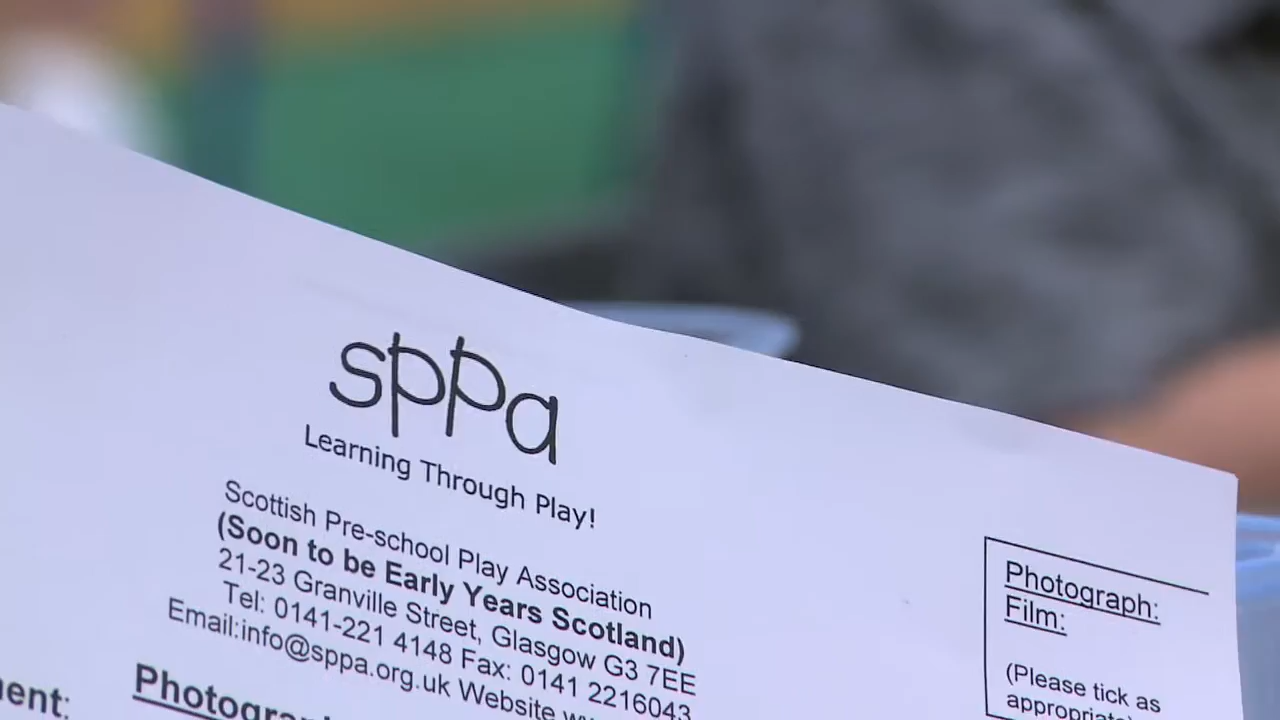 sppa
Learning Through Play!
Scottish Pre-school Play Association
(Soon to be Early Years Scotland)
21-23 Granville Street, Glasgow G3 7EE
Tel: 0141-221 4148 Fax: 0141 2216043
Email:info@sppa.org.uk Website
Photograph:
Film:
(Please tick as
appropriate)